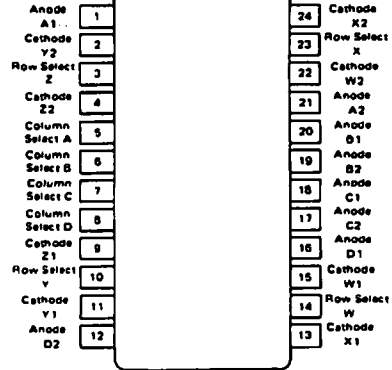 Anode
A1
1
Cathode
Y2
2
Row Select
Z
3
Cathode
Z2
4
Column
Select A
5
Column
Select B
6
Column
Select C
7
Column
Select D
8
Cathode
Z1
9
Row Select
Y
10
Cathode
Y1
11
Anode
D2
12
24
Cathode
X2
23
Row Select
X
22
Cathode
W2
21
Anode
A2
20
Anode
B1
19
Anode
B2
18
Anode
C1
17
Anode
C2
16
Anode
D1
15
Cathode
W1
14
Row Select
W
13
Cathode
X1